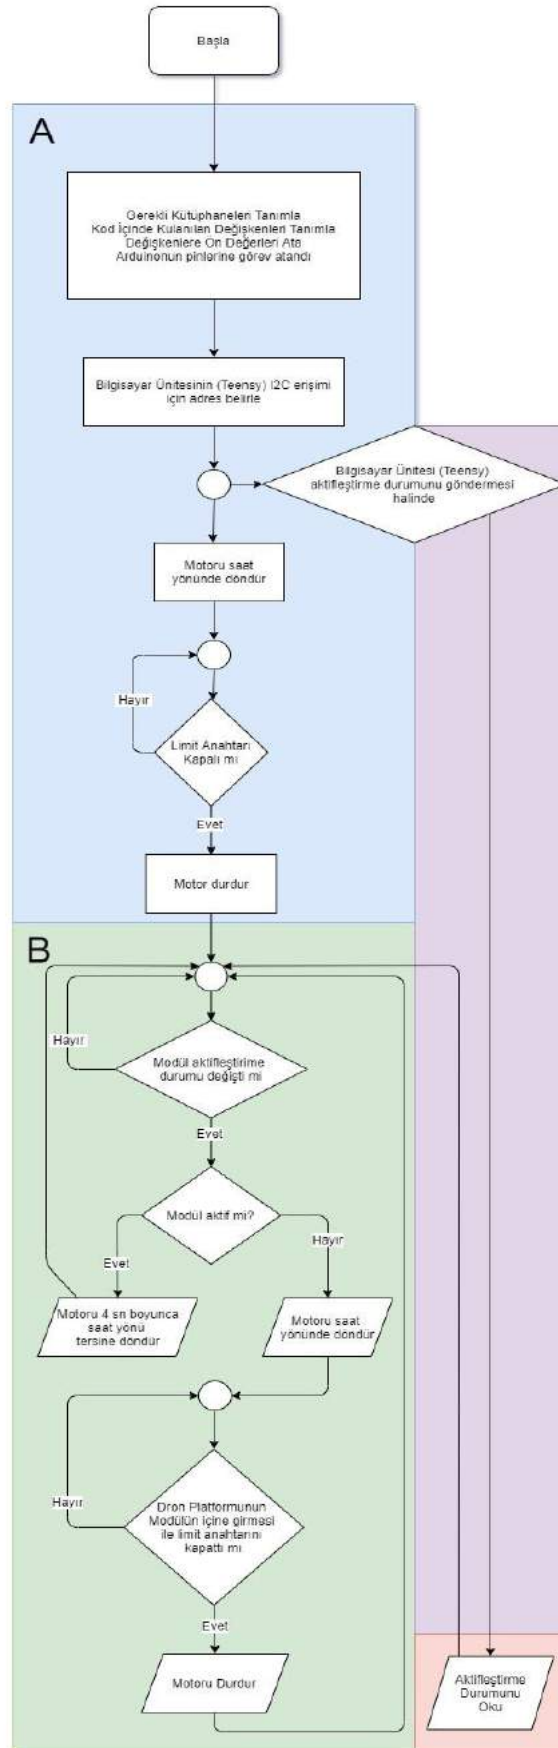 Başla
A
Gerekli Kutuphaneleri Tanımla
Kod İçinde Kulanılan Değişkenleri Tanımla
Değişkenlere Ön Değerleri Ata
Arduinonun pinlerine görev atandı
Bilgisayar Ünitesinin (Teensy) I2C erişimi
için adres belirle
Bilgisayar Ünitesi (Teensy)
aktifleştirme durumunu göndermesi
halinde
Motoru saat
yönünde döndür
Hayır
Limit Anahtarı
Kapalı mı
Evet
Motor durdur
B
Hayır
Modül aktifleştirime
durumu değişti mi
Evet
Modül aktif mi?
Hayır
Evet
Motoru 4 sn boyunca
saat yönü
tersine döndür
Motoru saat
yönünde döndür
Hayır
Dron Platformunun
Modülün içine girmesi
ile limit anahtarını
kapattı mı
Evet
Motoru Durdur
Aktifleştirme
Durumunu
Oku